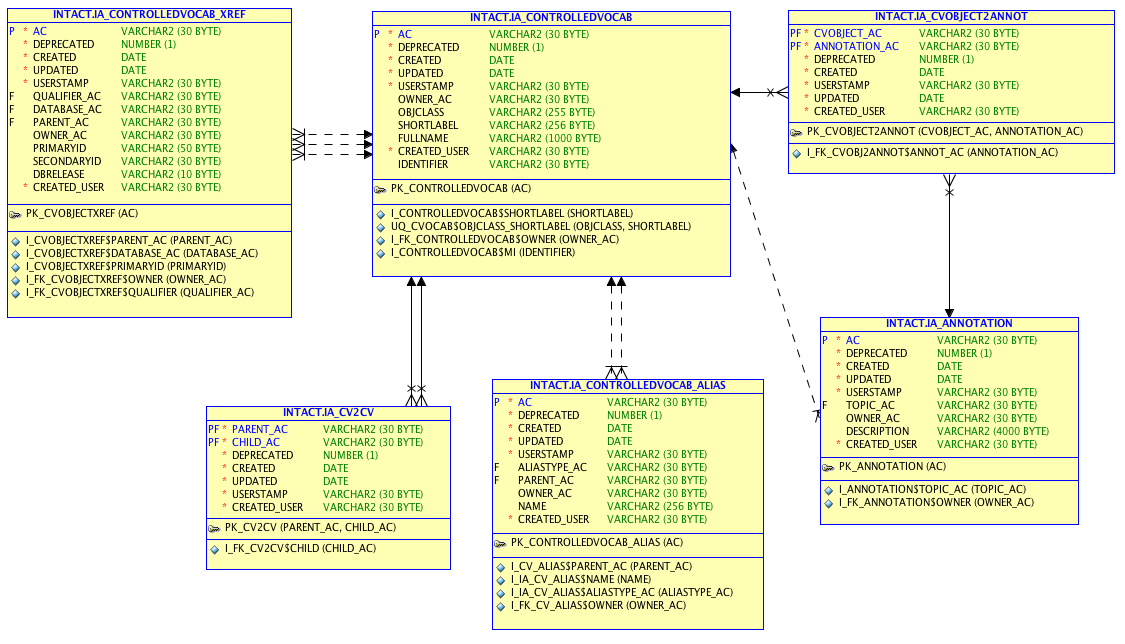 INTACT.IA_CONTROLLEDVOCAB_XREF
P * AC VARCHAR2 (30 BYTE)
* DEPRECATED NUMBER (1)
* CREATED DATE
* UPDATED DATE
* USERSTAMP VARCHAR2 (30 BYTE)
F QUALIFIER_AC VARCHAR2 (30 BYTE)
F DATABASE_AC VARCHAR2 (30 BYTE)
F PARENT_AC VARCHAR2 (30 BYTE)
OWNER_AC VARCHAR2 (30 BYTE)
PRIMARYID VARCHAR2 (50 BYTE)
SECONDARYID VARCHAR2 (30 BYTE)
DBRELEASE VARCHAR2 (10 BYTE)
* CREATED_USER VARCHAR2 (30 BYTE)
PK_CVOBJECTXREF (AC)
I_CVOBJECTXREF$PARENT_AC (PARENT_AC)
I_CVOBJECTXREF$DATABASE_AC (DATABASE_AC)
I_CVOBJECTXREF$PRIMARYID (PRIMARYID)
I_FK_CVOBJECTXREF$OWNER (OWNER_AC)
I_FK_CVOBJECTXREF$QUALIFIER (QUALIFIER_AC)
INTACT.IA_CONTROLLEDVOCAB
P * AC VARCHAR2 (30 BYTE)
* DEPRECATED NUMBER (1)
* CREATED DATE
* UPDATED DATE
* USERSTAMP VARCHAR2 (30 BYTE)
OWNER_AC VARCHAR2 (30 BYTE)
OBJCLASS VARCHAR2 (255 BYTE)
SHORTLABEL VARCHAR2 (256 BYTE)
FULLNAME VARCHAR2 (1000 BYTE)
* CREATED_USER VARCHAR2 (30 BYTE)
IDENTIFIER VARCHAR2 (30 BYTE)
PK_CONTROLLEDVOCAB (AC)
I_CONTROLLEDVOCAB$SHORTLABEL (SHORTLABEL)
UQ_CVOCAB$OBJCLASS_SHORTLABEL (OBJCLASS, SHORTLABEL)
I_FK_CONTROLLEDVOCAB$OWNER (OWNER_AC)
I_CONTROLLEDVOCAB$MI (IDENTIFIER)
INTACT.IA_CVOBJECT2ANNOT
PF * CVOBJECT_AC VARCHAR2 (30 BYTE)
PF * ANNOTATION_AC VARCHAR2 (30 BYTE)
* DEPRECATED NUMBER (1)
* CREATED DATE
* USERSTAMP VARCHAR2 (30 BYTE)
* UPDATED DATE
* CREATED_USER VARCHAR2 (30 BYTE)
PK_CVOBJECT2ANNOT (CVOBJECT_AC, ANNOTATION_AC)
I_FK_CVOBJ2ANNOT$ANNOT_AC (ANNOTATION_AC)
INTACT.IA_CV2CV
PF * PARENT_AC VARCHAR2 (30 BYTE)
PF * CHILD_AC VARCHAR2 (30 BYTE)
* DEPRECATED NUMBER (1)
* CREATED DATE
* UPDATED DATE
* USERSTAMP VARCHAR2 (30 BYTE)
* CREATED_USER VARCHAR2 (30 BYTE)
PK_CV2CV (PARENT_AC, CHILD_AC)
I_FK_CV2CV$CHILD (CHILD_AC)
INTACT.IA_CONTROLLEDVOCAB_ALIAS
P * AC VARCHAR2 (30 BYTE)
* DEPRECATED NUMBER (1)
* CREATED DATE
* UPDATED DATE
* USERSTAMP VARCHAR2 (30 BYTE)
F ALIASTYPE_AC VARCHAR2 (30 BYTE)
F PARENT_AC VARCHAR2 (30 BYTE)
OWNER_AC VARCHAR2 (30 BYTE)
NAME VARCHAR2 (256 BYTE)
* CREATED_USER VARCHAR2 (30 BYTE)
PK_CONTROLLEDVOCAB_ALIAS (AC)
I_CV_ALIAS$PARENT_AC (PARENT_AC)
I_IA_CV_ALIAS$NAME (NAME)
I_IA_CV_ALIAS$ALIASTYPE_AC (ALIASTYPE_AC)
I_FK_CV_ALIAS$OWNER (OWNER_AC)
INTACT.IA_ANNOTATION
P * AC VARCHAR2 (30 BYTE)
* DEPRECATED NUMBER (1)
* CREATED DATE
* UPDATED DATE
* USERSTAMP VARCHAR2 (30 BYTE)
F TOPIC_AC VARCHAR2 (30 BYTE)
OWNER_AC VARCHAR2 (30 BYTE)
DESCRIPTION VARCHAR2 (4000 BYTE)
* CREATED_USER VARCHAR2 (30 BYTE)
PK_ANNOTATION (AC)
I_ANNOTATION$TOPIC_AC (TOPIC_AC)
I_FK_ANNOTATION$OWNER (OWNER_AC)